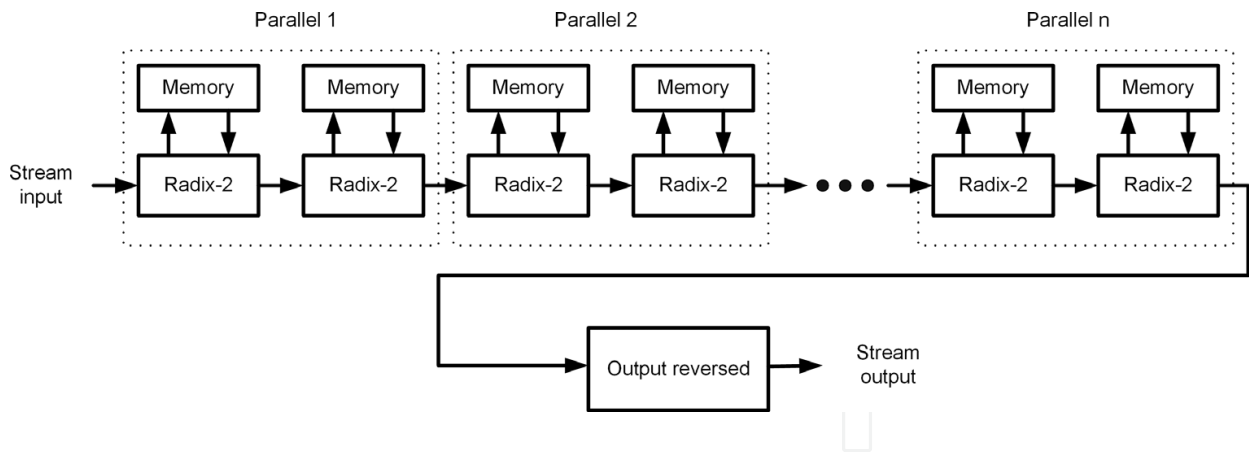 Parallel 1
Parallel 2
Parallel n
Memory
Memory
Memory
Memory
Memory
Memory
Stream
input
Radix-2
Radix-2
Radix-2
Radix-2
Radix-2
Radix-2
Output reversed
Stream
output